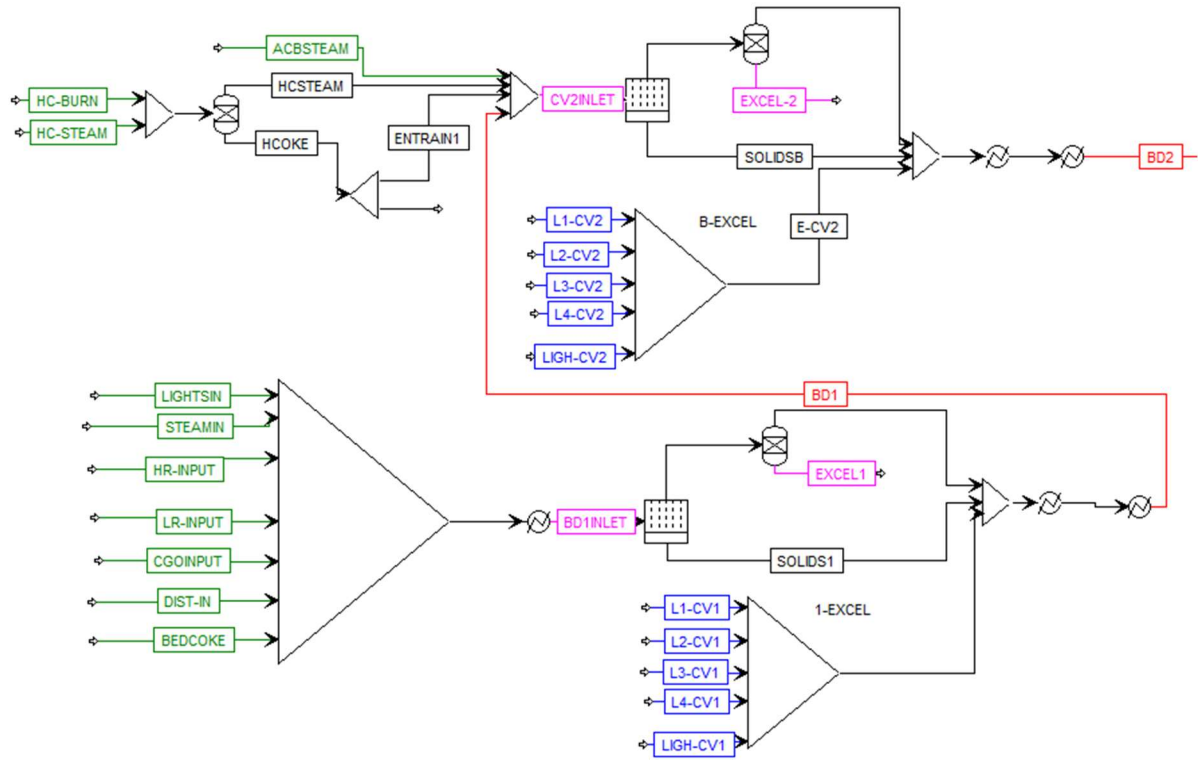 ACBSTEAM
HCSTEAM
HC-BURN
HC-STEAM
HCOKE
ENTRAIN1
CV2INLET
EXCEL-2
SOLIDSB
BD2
L1-CV2
L2-CV2
L3-CV2
L4-CV2
LIGH-CV2
B-EXCEL
E-CV2
BD1
LIGHTSIN
STEAMIN
HR-INPUT
LR-INPUT
CGOINPUT
DIST-IN
BEDCOKE
BD1INLET
EXCEL1
SOLIDS1
L1-CV1
L2-CV1
L3-CV1
L4-CV1
LIGH-CV1
1-EXCEL